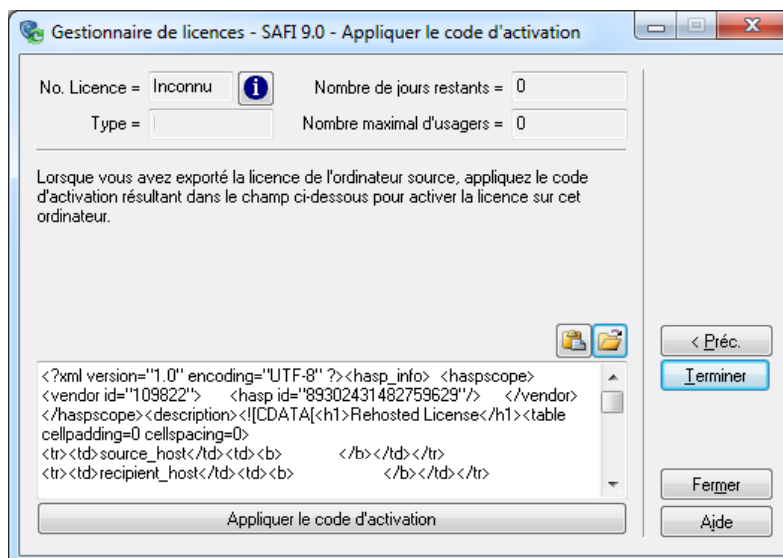 Gestionnaire de licences - SAFI 9.0 - Appliquer le code d'activation
No. Licence = Inconnu Nombre de jours restants = 0
Type = Nombre maximal d'usagers = 0
Lorsque vous avez exporté la licence de l'ordinateur source, appliquez le code
d'activation résultant dans le champ ci-dessous pour activer la licence sur cet
ordinateur.
< Préc.
<?xml version="1.0" encoding="UTF-8" ?><hasp_info> <haspscope>
<vendor id="109822"> <hasp id="89302431482759629"/> </vendor>
</haspscope><description><![CDATA[<h1>Rehosted License</h1><table
cellpadding=0 cellspacing=0>
<tr><td>source_host</td><td><b> </b></td></tr>
<tr><td>recipient_host</td><td><b> </b></td></tr>
Terminer
Fermer
Appliquer le code d'activation
Aide